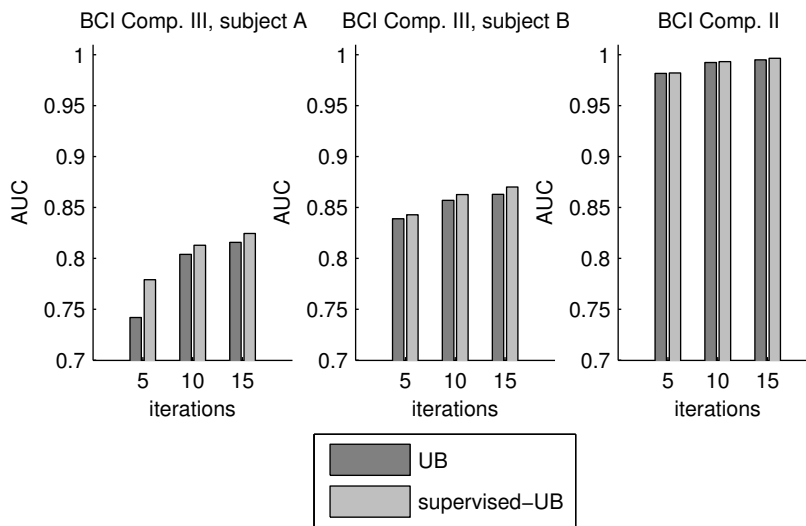 BCI Comp. III, subject A
BCI Comp. III, subject B
BCI Comp. II
1
0.95
0.9
0.85
0.8
0.75
0.7
AUC
5 10 15
iterations
1
0.95
0.9
0.85
0.8
0.75
0.7
AUC
5 10 15
iterations
1
0.95
0.9
0.85
0.8
0.75
0.7
AUC
5 10 15
iterations
UB
supervised−UB